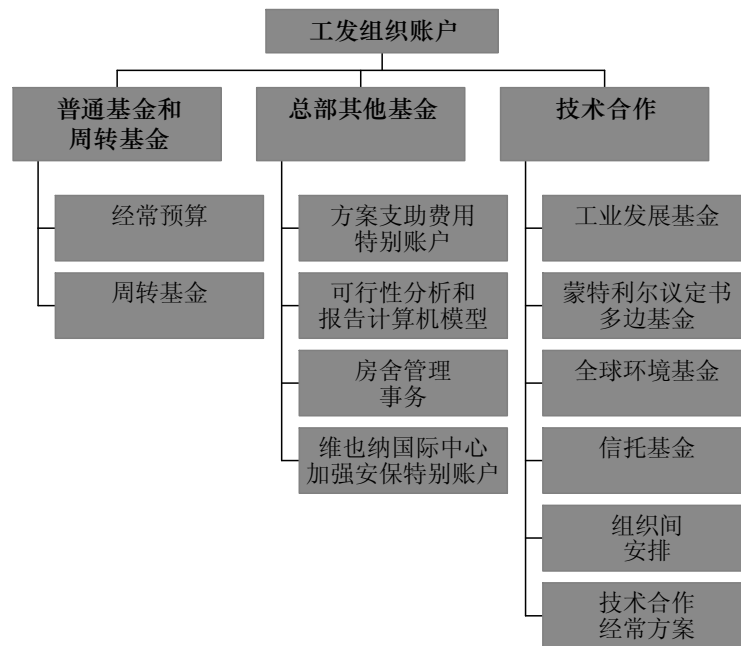 工发组织账户
普通基金和
周转基金
总部其他基金
技术合作
经常预算
周转基金
方案支助费用
特别账户
可行性分析和
报告计算机模型
房舍管理
事务
维也纳国际中心
加强安保特别账户
工业发展基金
蒙特利尔议定书
多边基金
全球环境基金
信托基金
组织间
安排
技术合作
经常方案